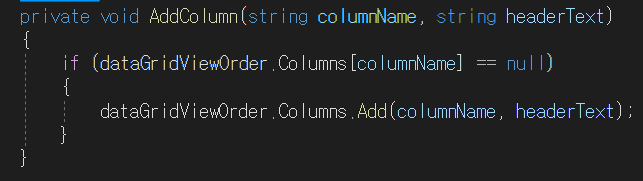 private void AddColumn(string columnName, string headerText)
{
if (dataGridViewOrder.Columns[columnName] == null)
{
dataGridViewOrder.Columns.Add(columnName, headerText);
}
}